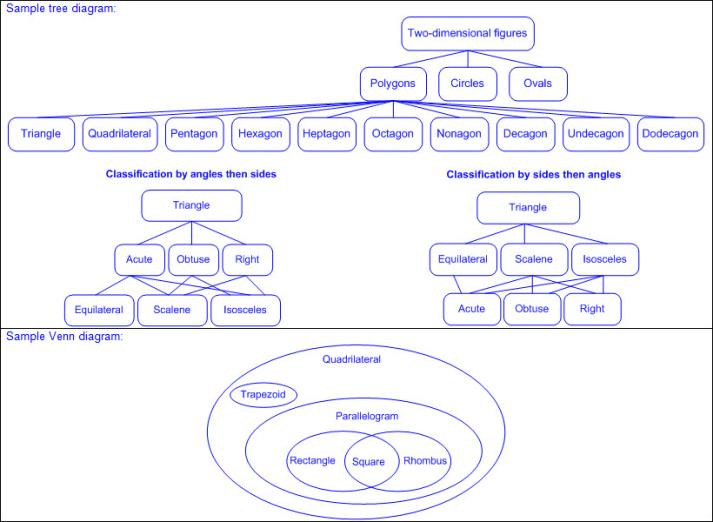 Sample tree diagram:
Two-dimensional figures
Polygons Circles Ovals
Triangle Quadrilateral Pentagon Hexagon Heptagon Octagon Nonagon Decagon Undecagon Dodecagon
Classification by angles then sides
Triangle
Acute Obtuse Right
Equilateral Scalene Isosceles
Classification by sides then angles
Triangle
Equilateral Scalene Isosceles
Acute Obtuse Right
Sample Venn diagram:
Quadrilateral
Trapezoid
Parallelogram
Rectangle Square Rhombus